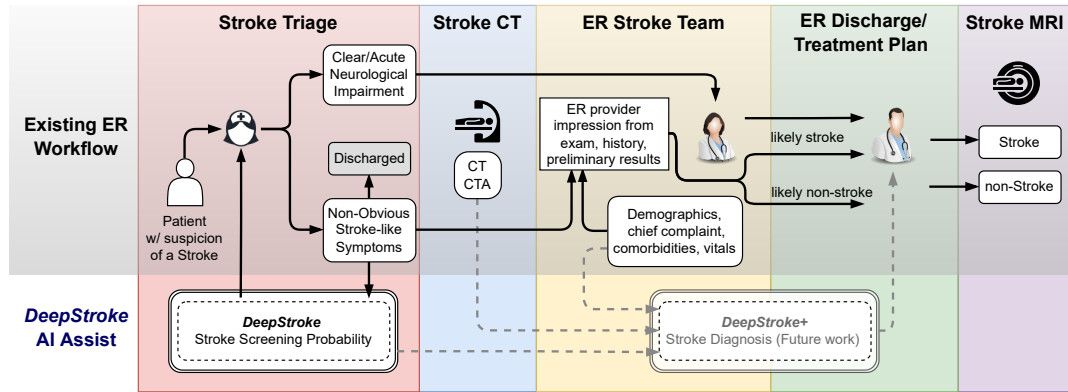 Stroke Triage
Stroke CT
ER Stroke Team
ER Discharge/
Treatment Plan
Stroke MRI
Existing ER
Workflow
Patient
w/ suspicion
of a Stroke
Clear/Acute
Neurological
Impairment
Discharged
Non-Obvious
Stroke-like
Symptoms
CT
CTA
ER provider
impression from
exam, history,
preliminary results
Demographics,
chief complaint,
comorbidities, vitals
likely stroke
likely non-stroke
Stroke
non-Stroke
DeepStroke
AI Assist
DeepStroke
Stroke Screening Probability
DeepStroke+
Stroke Diagnosis (Future work)